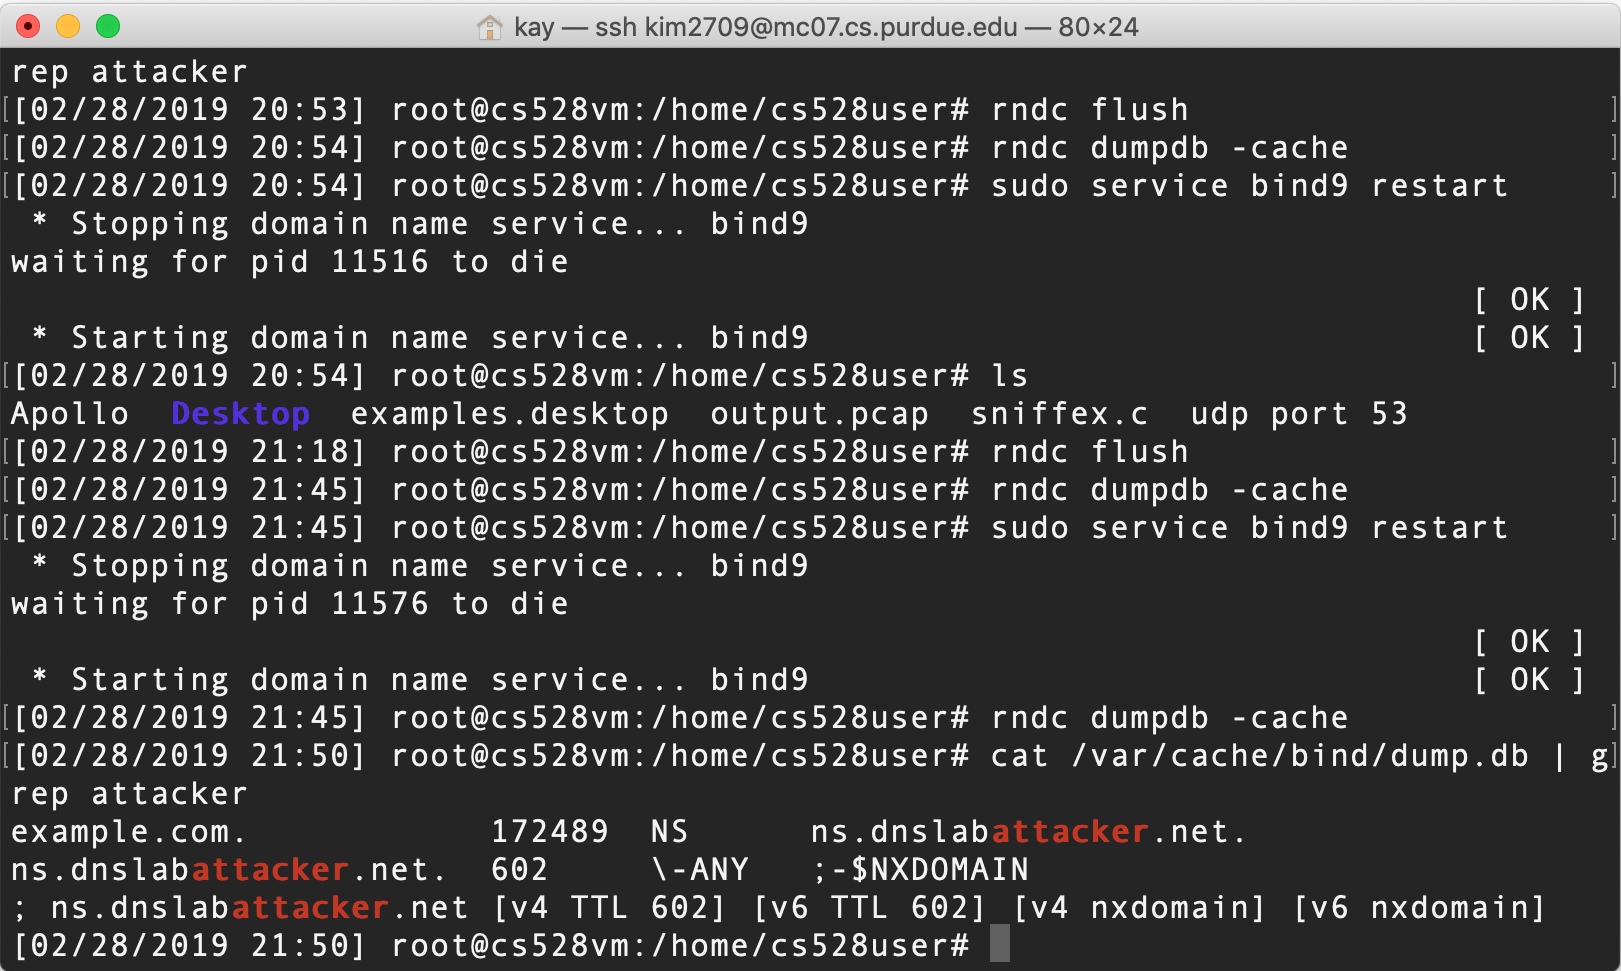 kay — ssh kim2709@mc07.cs.purdue.edu — 80×24
rep attacker
[[02/28/2019 20:53] root@cs528vm:/home/cs528user# rndc flush ]
[[02/28/2019 20:54] root@cs528vm:/home/cs528user# rndc dumpdb -cache ]
[[02/28/2019 20:54] root@cs528vm:/home/cs528user# sudo service bind9 restart ]
 * Stopping domain name service... bind9
waiting for pid 11516 to die
[ OK ]
 * Starting domain name service... bind9 [ OK ]
[[02/28/2019 20:54] root@cs528vm:/home/cs528user# ls ]
Apollo  Desktop  examples.desktop  output.pcap  sniffex.c  udp port 53
[[02/28/2019 21:18] root@cs528vm:/home/cs528user# rndc flush ]
[[02/28/2019 21:45] root@cs528vm:/home/cs528user# rndc dumpdb -cache ]
[[02/28/2019 21:45] root@cs528vm:/home/cs528user# sudo service bind9 restart ]
 * Stopping domain name service... bind9
waiting for pid 11576 to die
[ OK ]
 * Starting domain name service... bind9 [ OK ]
[[02/28/2019 21:45] root@cs528vm:/home/cs528user# rndc dumpdb -cache ]
[[02/28/2019 21:50] root@cs528vm:/home/cs528user# cat /var/cache/bind/dump.db | g]
rep attacker
example.com. 172489 NS ns.dnslabattacker.net.
ns.dnslabattacker.net. 602 \-ANY ;-$NXDOMAIN
; ns.dnslabattacker.net [v4 TTL 602] [v6 TTL 602] [v4 nxdomain] [v6 nxdomain]
[02/28/2019 21:50] root@cs528vm:/home/cs528user#